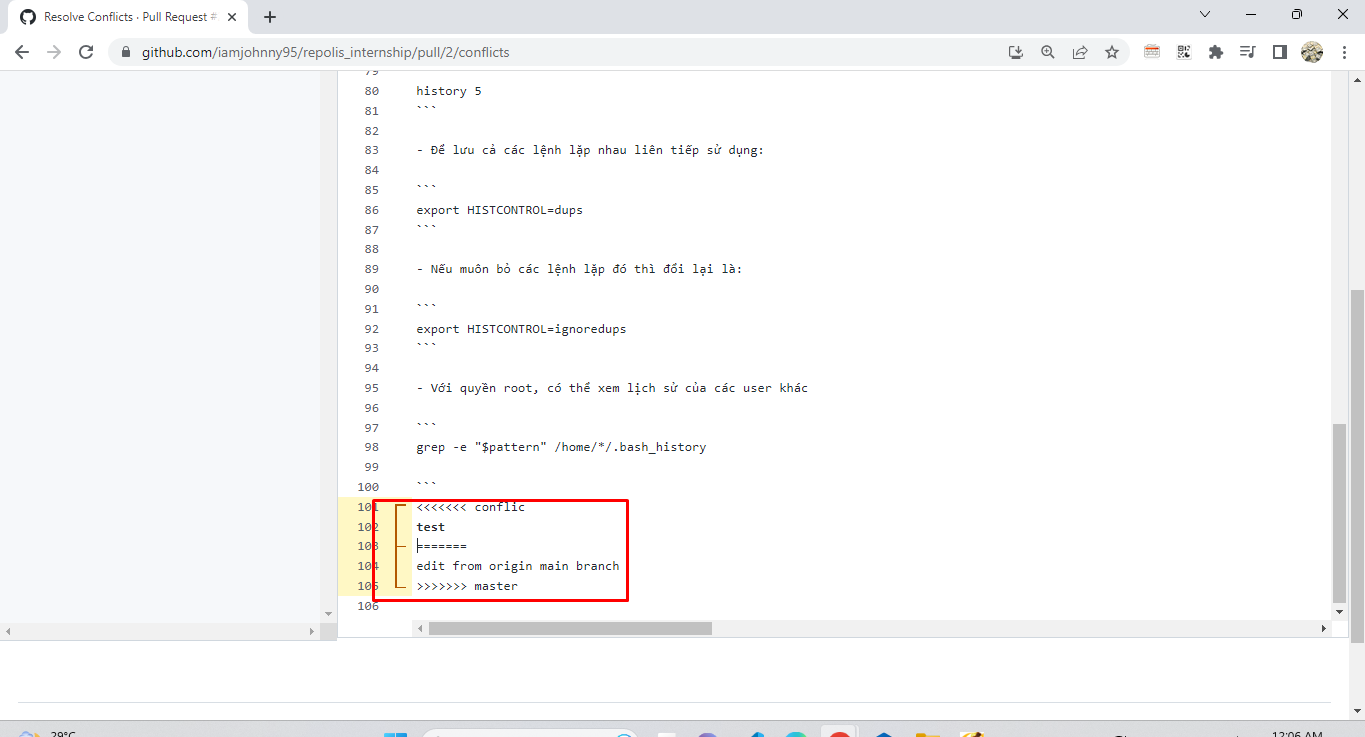 Resolve Conflicts · Pull Request #
github.com/iamjohnny95/repolis_internship/pull/2/conflicts
79
80 history 5
81 ```
82
83 - Để lưu cả các lệnh lặp nhau liên tiếp sử dụng:
84
85 ```
86 export HISTCONTROL=dups
87 ```
88
89 - Nếu muôn bỏ các lệnh lặp đó thì đổi lại là:
90
91 ```
92 export HISTCONTROL=ignoredups
93 ```
94
95 - Với quyền root, có thể xem lịch sử của các user khác
96
97 ```
98 grep -e "$pattern" /home/*/.bash_history
99
100 ```
101 <<<<<<< conflic
102 test
103 =======
104 edit from origin main branch
105 >>>>>>> master
106
29°C
12:06 AM